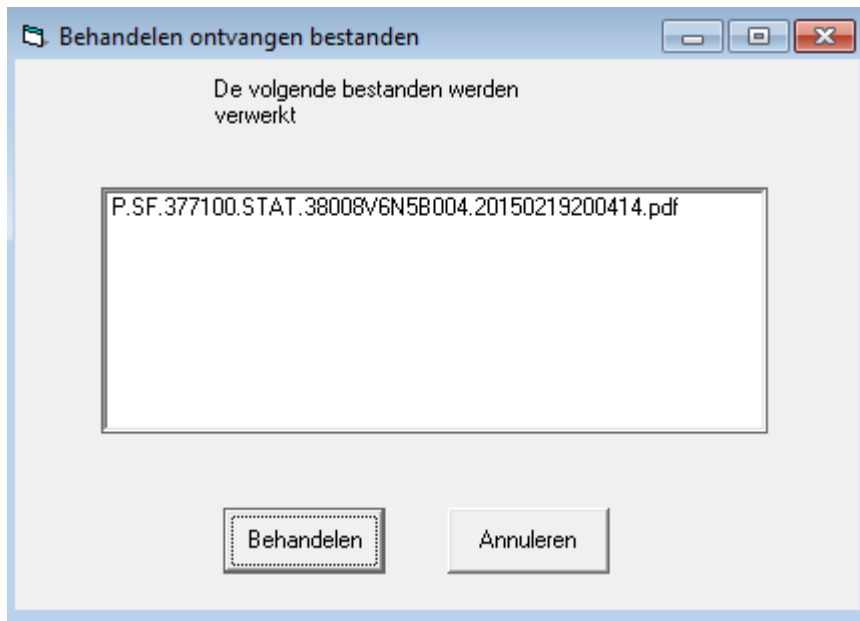 Behandelen ontvangen bestanden
De volgende bestanden werden
verwerkt
P.SF.377100.STAT.38008V6N5B004.20150219200414.pdf
Behandelen
Annuleren